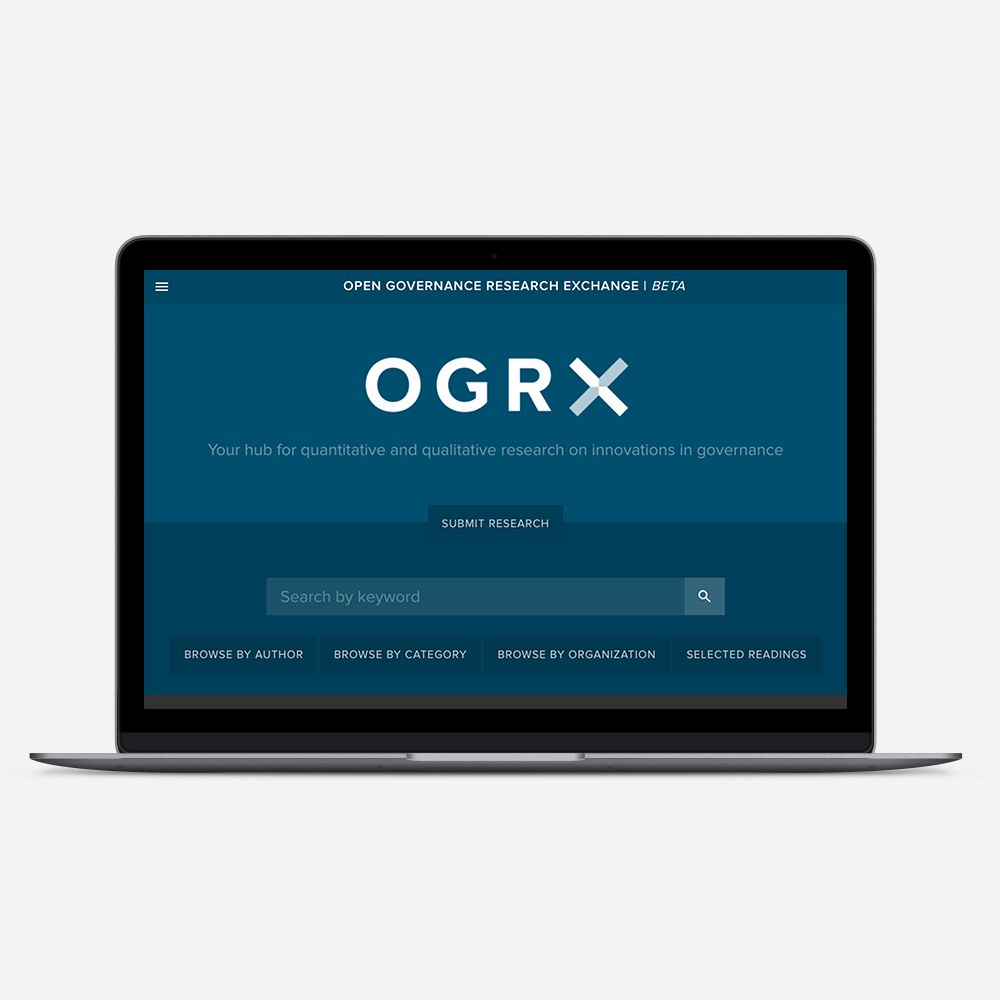 OPEN GOVERNANCE RESEARCH EXCHANGE | BETA
OGRX
Your hub for quantitative and qualitative research on innovations in governance
SUBMIT RESEARCH
Search by keyword
BROWSE BY AUTHOR
BROWSE BY CATEGORY
BROWSE BY ORGANIZATION
SELECTED READINGS